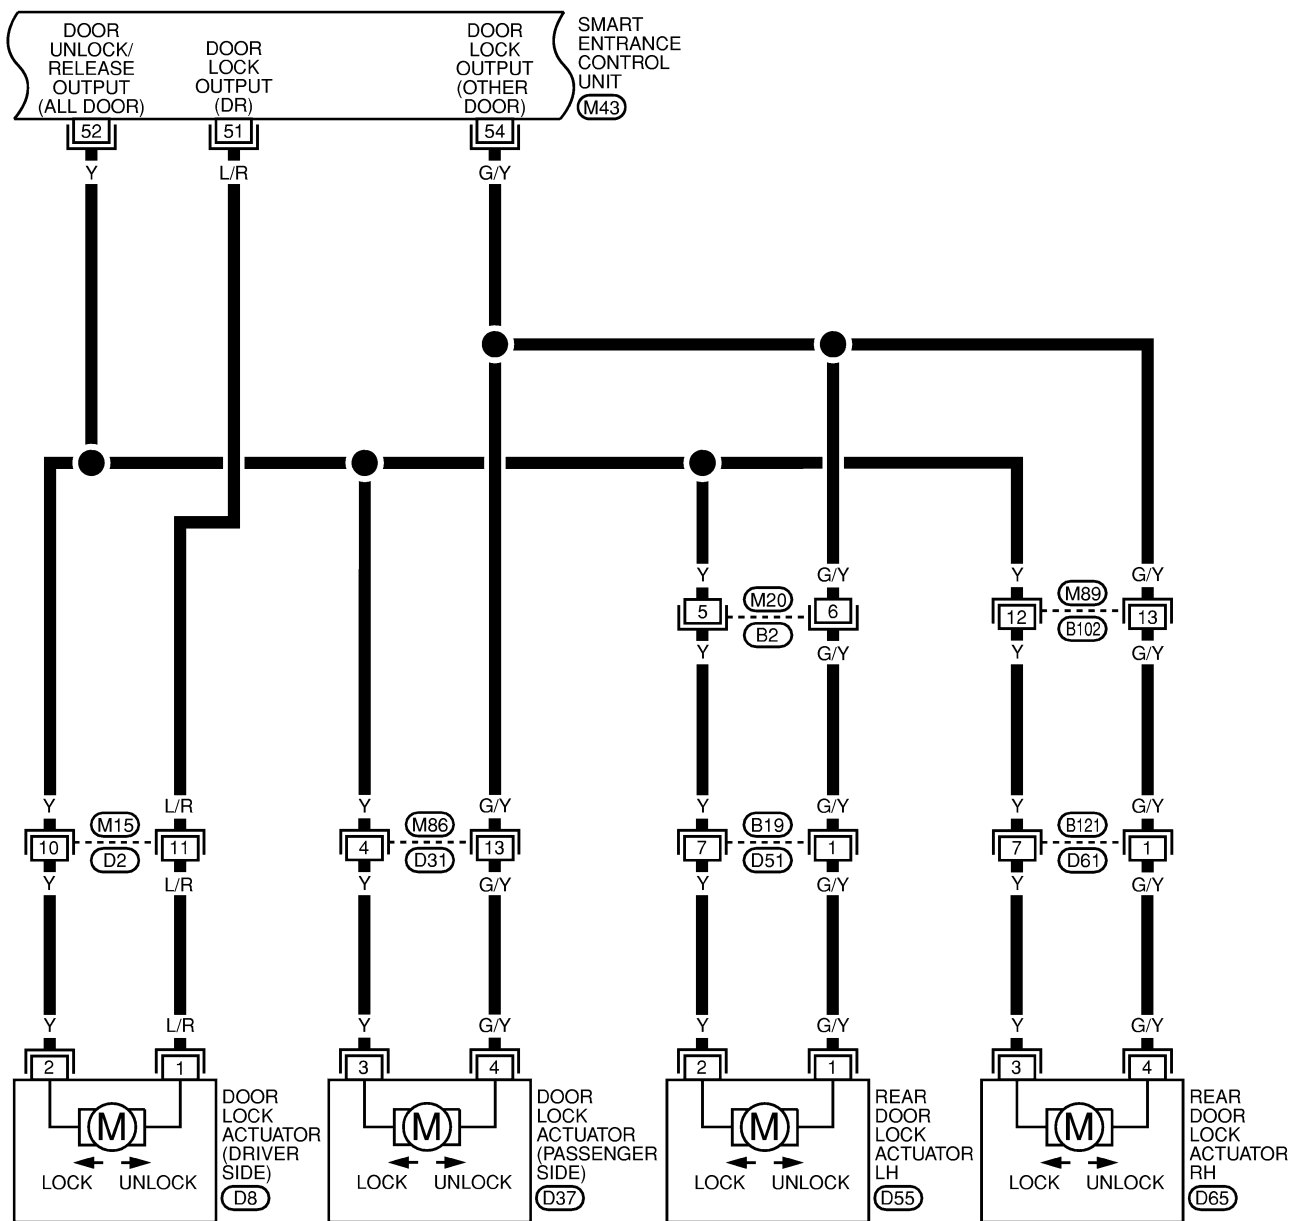 DOOR
UNLOCK/
RELEASE
OUTPUT
(ALL DOOR)
DOOR
LOCK
OUTPUT
(DR)
DOOR
LOCK
OUTPUT
(OTHER
DOOR)
SMART
ENTRANCE
CONTROL
UNIT
M43
52 51 54
Y L/R G/Y
Y G/Y Y G/Y
5 M20 6 12 M89 13
B2 B102
Y G/Y Y G/Y
Y L/R Y G/Y Y G/Y Y G/Y
M15 M86 B19 B121
10 11 4 13 7 1 7 1
D2 D31 D51 D61
Y L/R Y G/Y Y G/Y Y G/Y
Y L/R Y G/Y Y G/Y Y G/Y
2 1 3 4 2 1 3 4
M
LOCK UNLOCK
DOOR
LOCK
ACTUATOR
(DRIVER
SIDE)
D8
M
LOCK UNLOCK
DOOR
LOCK
ACTUATOR
(PASSENGER
SIDE)
D37
M
LOCK UNLOCK
REAR
DOOR
LOCK
ACTUATOR
LH
D55
M
LOCK UNLOCK
REAR
DOOR
LOCK
ACTUATOR
RH
D65